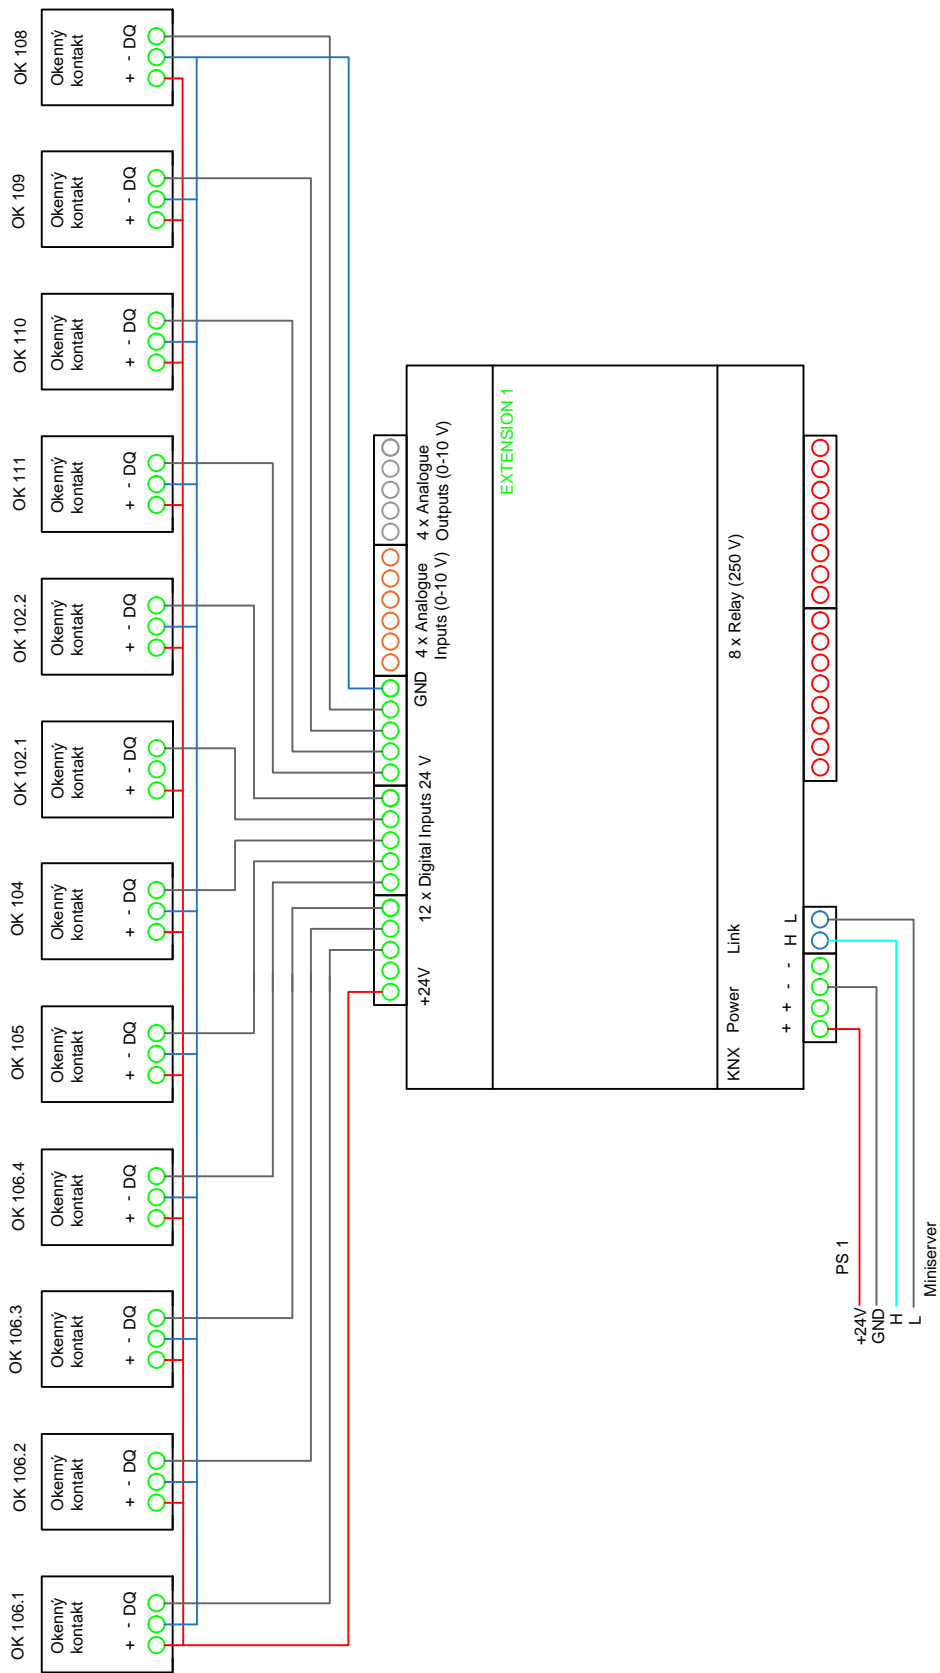 OK 106.1
OK 106.2
OK 106.3
OK 106.4
OK 105
OK 104
OK 102.1
OK 102.2
OK 111
OK 110
OK 109
OK 108
Okenný
kontakt
+ - DQ
Okenný
kontakt
+ - DQ
Okenný
kontakt
+ - DQ
Okenný
kontakt
+ - DQ
Okenný
kontakt
+ - DQ
Okenný
kontakt
+ - DQ
Okenný
kontakt
+ - DQ
Okenný
kontakt
+ - DQ
Okenný
kontakt
+ - DQ
Okenný
kontakt
+ - DQ
Okenný
kontakt
+ - DQ
Okenný
kontakt
+ - DQ
+24V
12 x Digital Inputs 24 V
GND
4 x Analogue
Inputs (0-10 V)
4 x Analogue
Outputs (0-10 V)
EXTENSION 1
KNX Power
Link
8 x Relay (250 V)
+ + - - H L
PS 1
+24V
GND
H
L
Miniserver